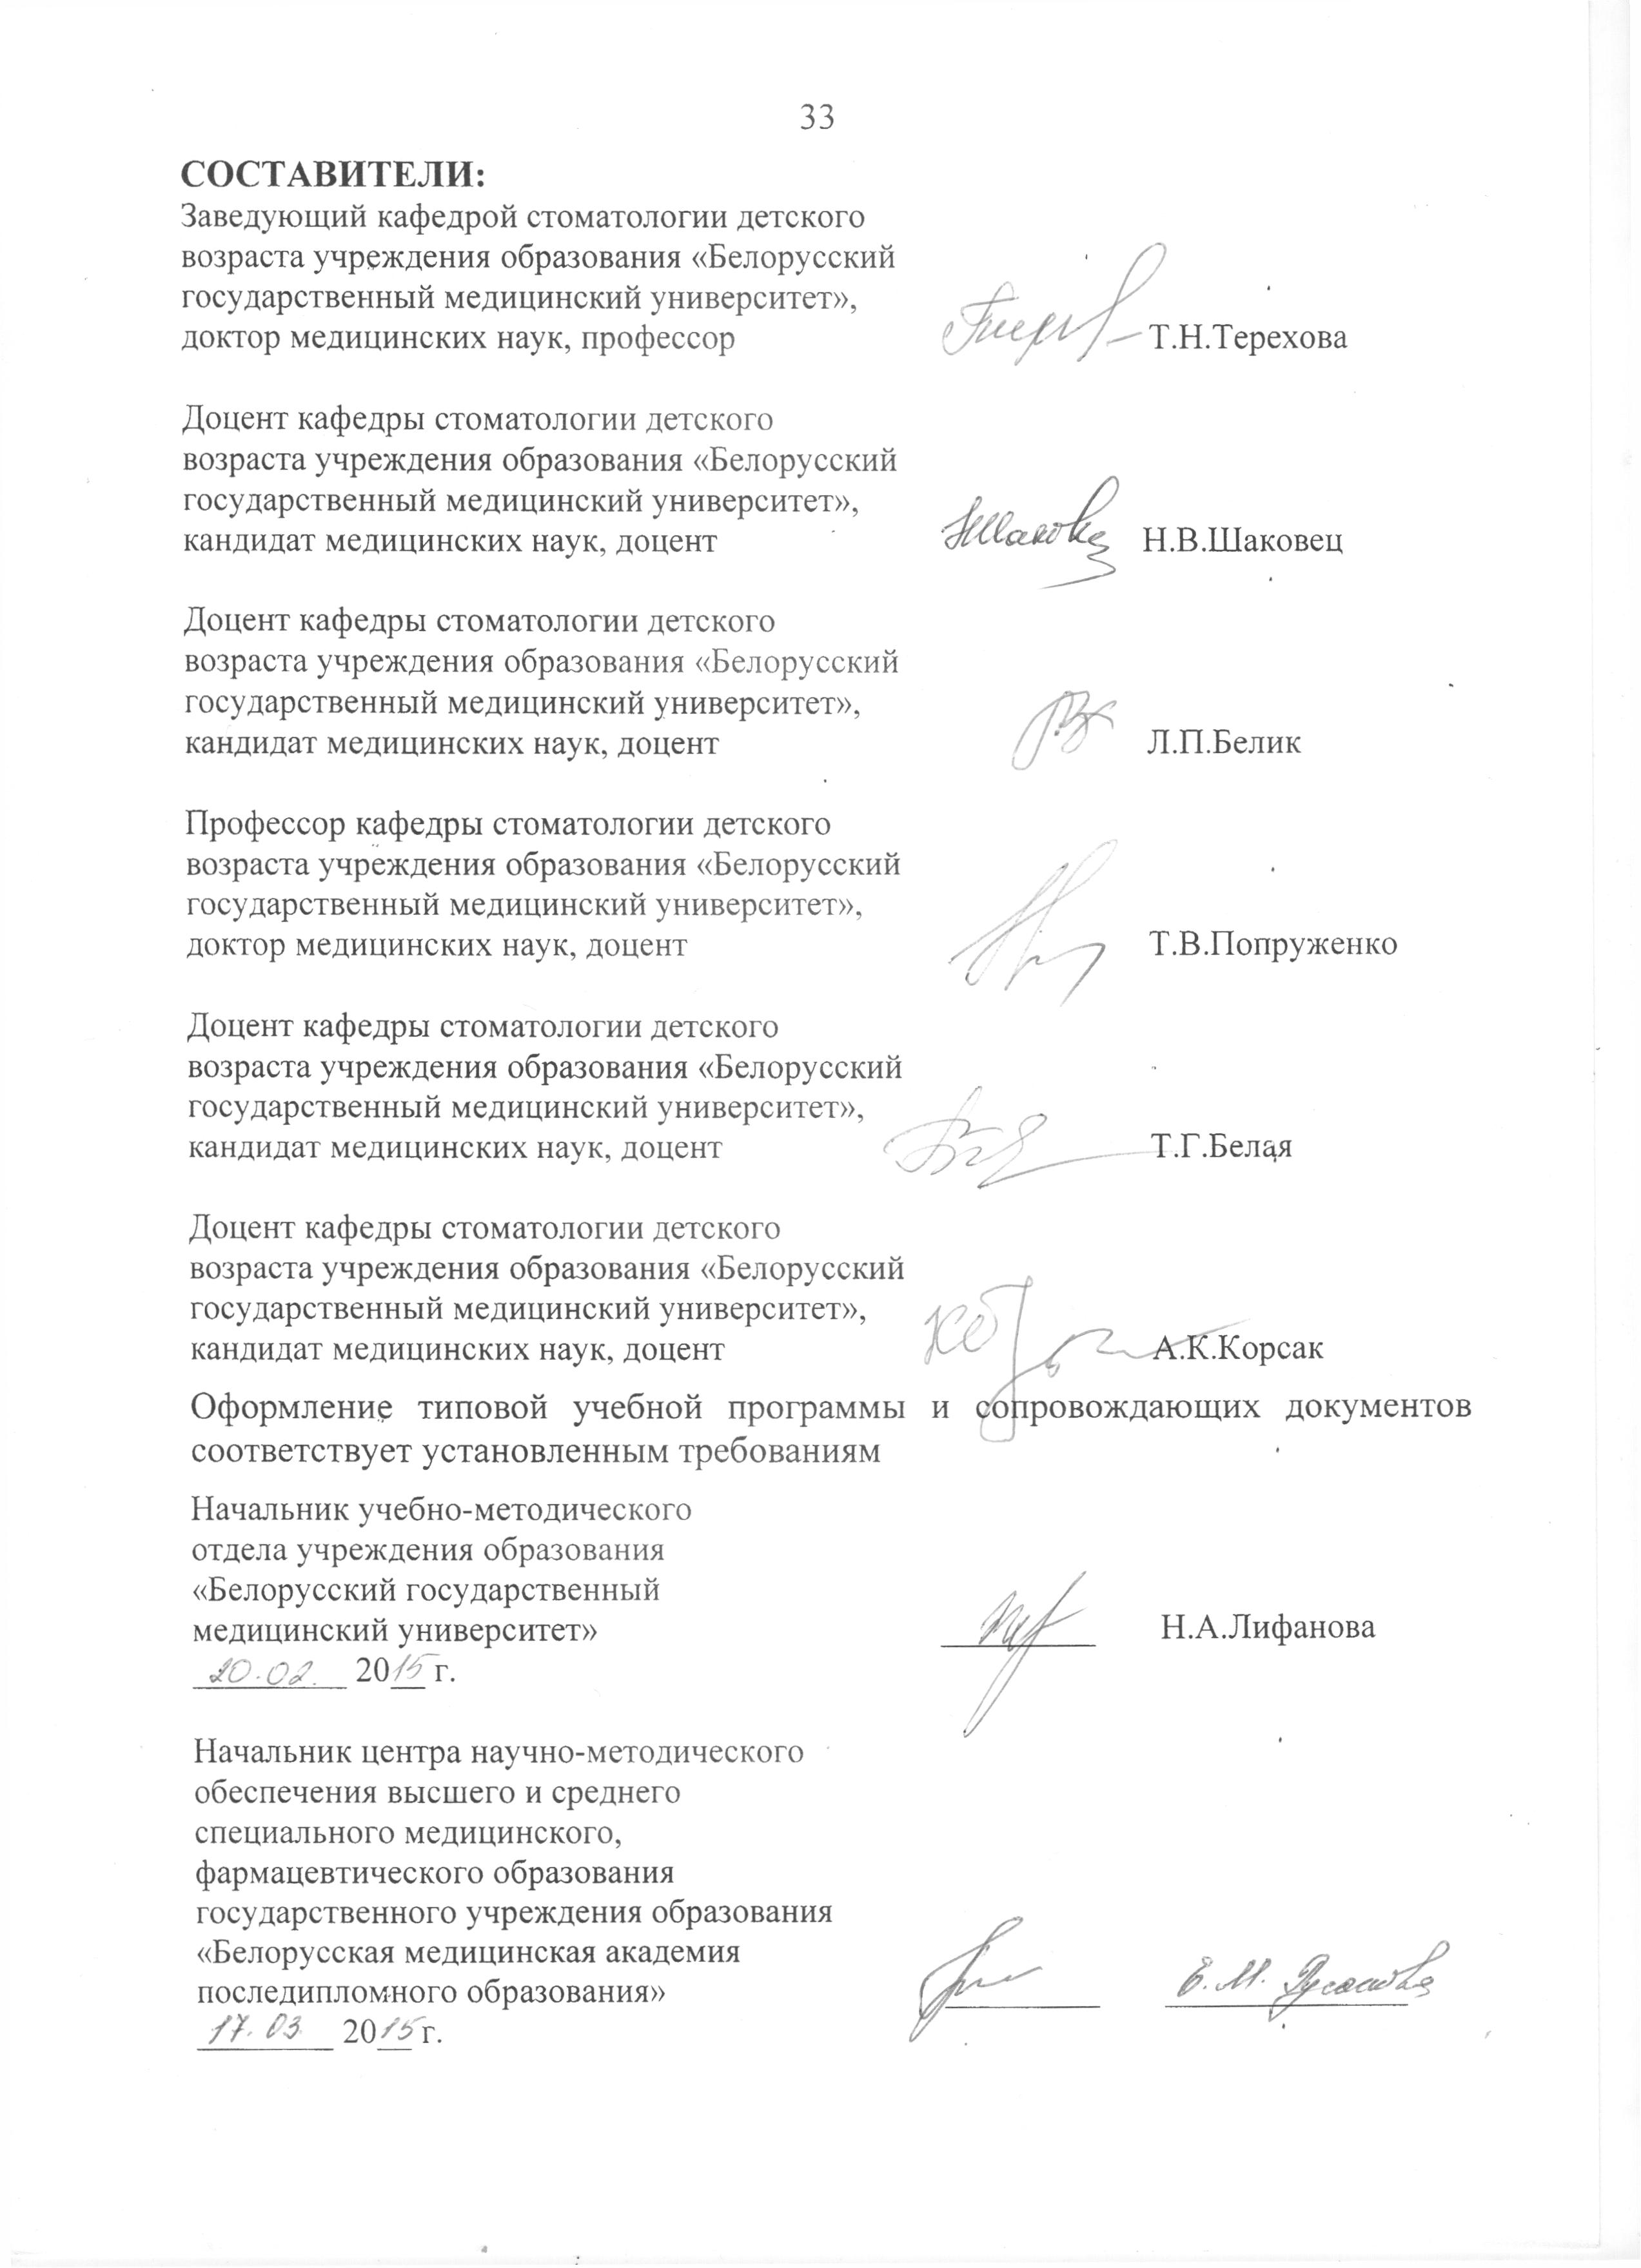 33
СОСТАВИТЕЛИ:
Заведующий кафедрой стоматологии детского
возраста учреждения образования «Белорусский
государственный медицинский университет»,
доктор медицинских наук, профессор Т.Н.Терехова
Доцент кафедры стоматологии детского
возраста учреждения образования «Белорусский
государственный медицинский университет»,
кандидат медицинских наук, доцент Н.В.Шаковец
Доцент кафедры стоматологии детского
возраста учреждения образования «Белорусский
государственный медицинский университет»,
кандидат медицинских наук, доцент Л.П.Белик
Профессор кафедры стоматологии детского
возраста учреждения образования «Белорусский
государственный медицинский университет»,
доктор медицинских наук, доцент Т.В.Попруженко
Доцент кафедры стоматологии детского
возраста учреждения образования «Белорусский
государственный медицинский университет»,
кандидат медицинских наук, доцент Т.Г.Белая
Доцент кафедры стоматологии детского
возраста учреждения образования «Белорусский
государственный медицинский университет»,
кандидат медицинских наук, доцент А.К.Корсак
Оформление типовой учебной программы и сопровождающих документов
соответствует установленным требованиям
Начальник учебно-методического
отдела учреждения образования
«Белорусский государственный
медицинский университет» Н.А.Лифанова
20.02. 2015 г.
Начальник центра научно-методического
обеспечения высшего и среднего
специального медицинского,
фармацевтического образования
государственного учреждения образования
«Белорусская медицинская академия
последипломного образования» Е.М. Русакова
17.03 2015 г.